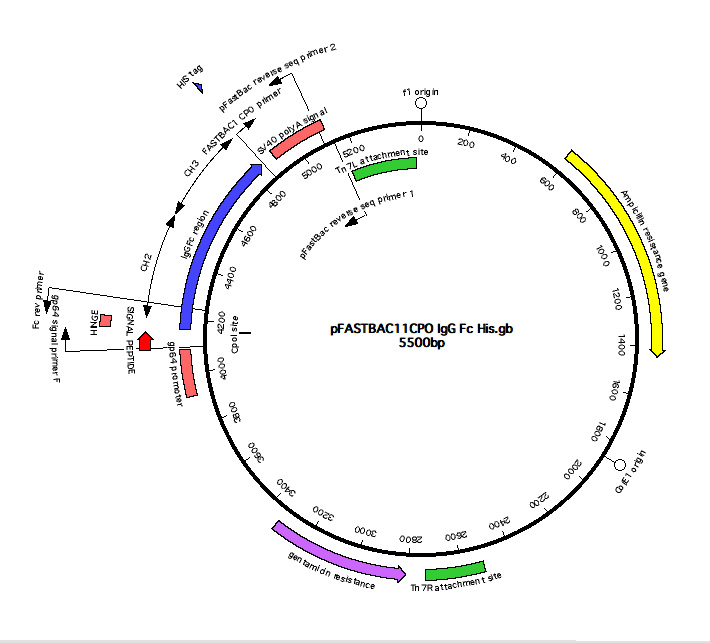 pFastBac reverse seq primer 2
HIS tag
FASTBAC1 CPO primer
SV40 polyA signal
f1 origin
CH3
5200
0
200
400
600
800
1000
1200
1400
1600
1800
2000
2200
2400
2600
2800
3000
3200
3400
3600
3800
4000
4200
4400
4600
4800
5000
Tn7L attachment site
Ampicillin resistance gene
IgGFc region
pFastBac reverse seq primer 1
CH2
Fc rev primer
gp64 signal primer F
HINGE
SIGNAL PEPTIDE
gp64 promoter
CpoI site
pFASTBAC11CPO IgG Fc His.gb
5500bp
ColE1 origin
gentamicin resistance
Tn7R attachment site